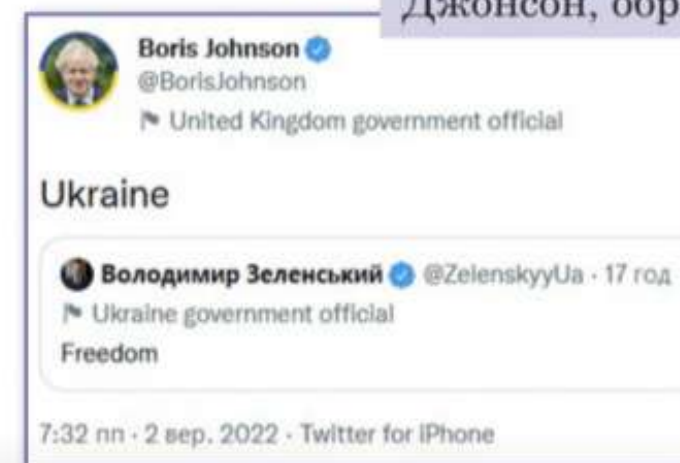 Джонсон, обр
Boris Johnson
@BorisJohnson
United Kingdom government official
Ukraine
Володимир Зеленський @ZelenskyyUa · 17 год
Ukraine government official
Freedom
7:32 пп · 2 вер. 2022 · Twitter for iPhone